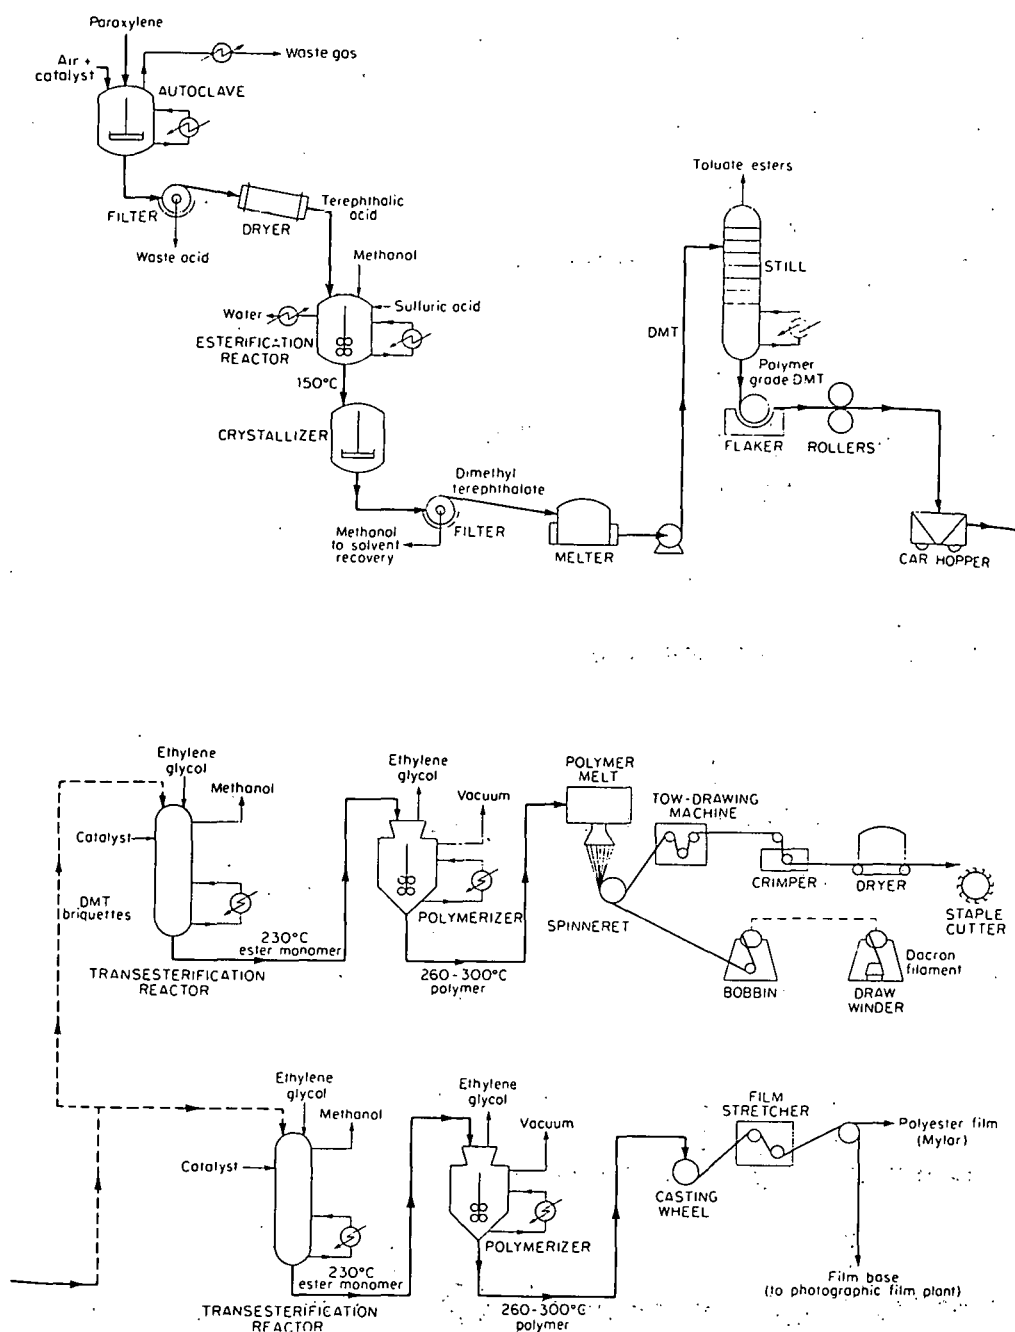 Paraxylene
Air +
catalyst
Waste gas
AUTOCLAVE
FILTER
Waste acid
DRYER
Terephthalic
acid
Methanol
Sulfuric acid
Water
ESTERIFICATION
REACTOR
150°C
CRYSTALLIZER
Dimethyl
terephthalate
Methanol
to solvent
recovery
FILTER
MELTER
DMT
Toluate esters
STILL
Polymer
grade DMT
FLAKER
ROLLERS
CAR HOPPER
Ethylene
glycol
Methanol
Catalyst
DMT
briquettes
TRANSESTERIFICATION
REACTOR
230°C
ester monomer
Ethylene
glycol
Vacuum
POLYMERIZER
260-300°C
polymer
POLYMER
MELT
SPINNERET
TOW-DRAWING
MACHINE
CRIMPER
DRYER
STAPLE
CUTTER
BOBBIN
Dacron
filament
DRAW
WINDER
Ethylene
glycol
Methanol
Catalyst
TRANSESTERIFICATION
REACTOR
230°C
ester monomer
Ethylene
glycol
Vacuum
POLYMERIZER
260-300°C
polymer
CASTING
WHEEL
FILM
STRETCHER
Polyester film
(Mylar)
Film base
(to photographic film plant)